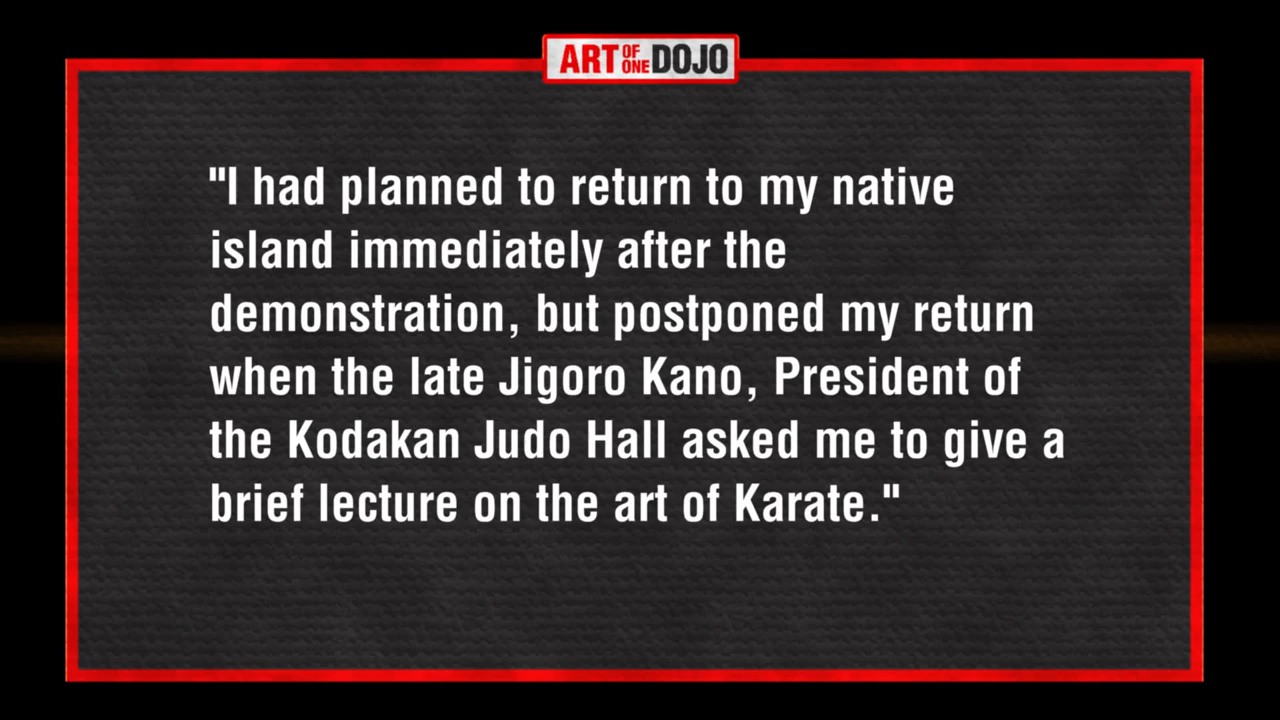 ART OF ONE DOJO
"I had planned to return to my native
island immediately after the
demonstration, but postponed my return
when the late Jigoro Kano, President of
the Kodakan Judo Hall asked me to give a
brief lecture on the art of Karate."